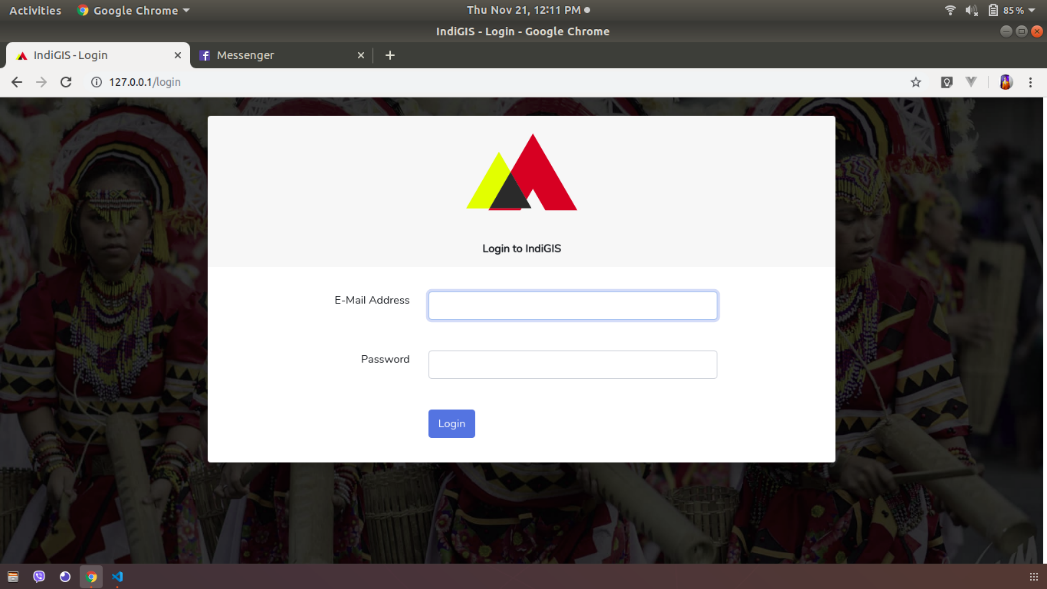 Activities Google Chrome Thu Nov 21, 12:11 PM 85 %
IndiGIS - Login - Google Chrome
IndiGIS - Login Messenger
127.0.0.1/login
Login to IndiGIS
E-Mail Address
Password
Login